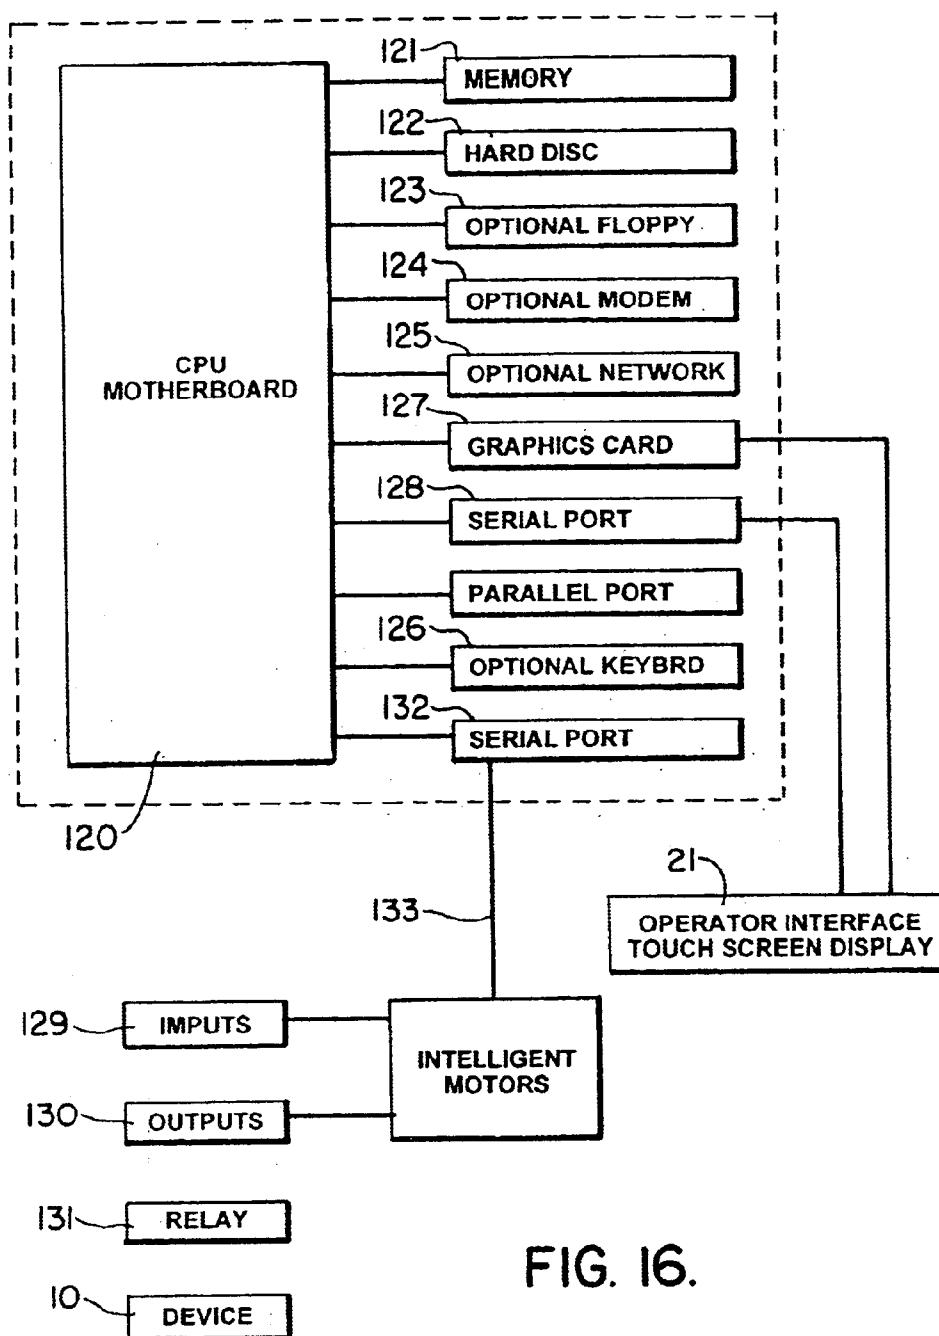 121
MEMORY
122
HARD DISC
123
OPTIONAL FLOPPY
124
OPTIONAL MODEM
125
OPTIONAL NETWORK
CPU
MOTHERBOARD
127
GRAPHICS CARD
128
SERIAL PORT
PARALLEL PORT
126
OPTIONAL KEYBRD
132
SERIAL PORT
120
21
OPERATOR INTERFACE
TOUCH SCREEN DISPLAY
133
129
IMPUTS
INTELLIGENT
MOTORS
130
OUTPUTS
131
RELAY
10
DEVICE
FIG. 16.